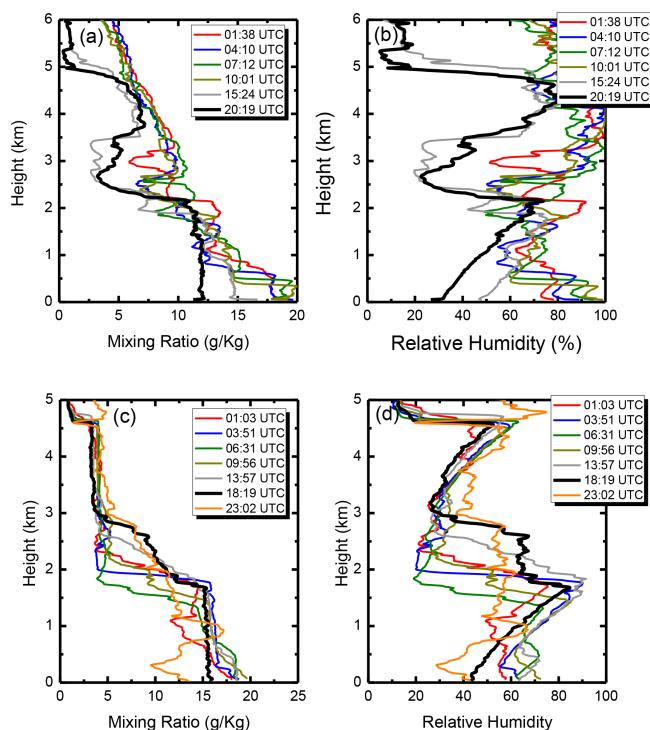 (a)
01:38 UTC
04:10 UTC
07:12 UTC
10:01 UTC
15:24 UTC
20:19 UTC
6
5
4
3
2
1
0
Height (km)
0 5 10 15 20
Mixing Ratio (g/Kg)
(b)
01:38 UTC
04:10 UTC
07:12 UTC
10:01 UTC
15:24 UTC
20:19 UTC
6
5
4
3
2
1
0
Height (km)
0 20 40 60 80 100
Relative Humidity (%)
(c)
01:03 UTC
03:51 UTC
06:31 UTC
09:56 UTC
13:57 UTC
18:19 UTC
23:02 UTC
5
4
3
2
1
0
Height (km)
0 5 10 15 20 25
Mixing Ratio (g/Kg)
(d)
01:03 UTC
03:51 UTC
06:31 UTC
09:56 UTC
13:57 UTC
18:19 UTC
23:02 UTC
5
4
3
2
1
0
Height (km)
0 20 40 60 80 100
Relative Humidity